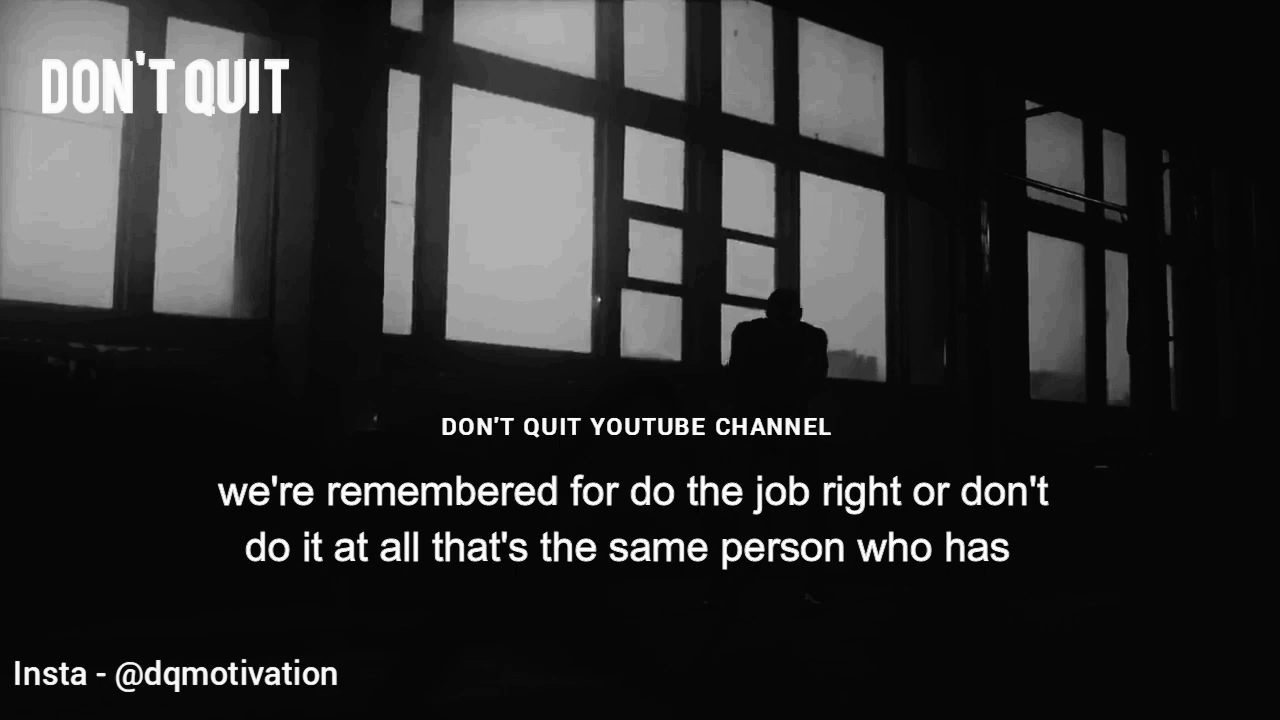 DON'T QUIT
DON'T QUIT YOUTUBE CHANNEL
we're remembered for do the job right or don't
do it at all that's the same person who has
Insta - @dqmotivation